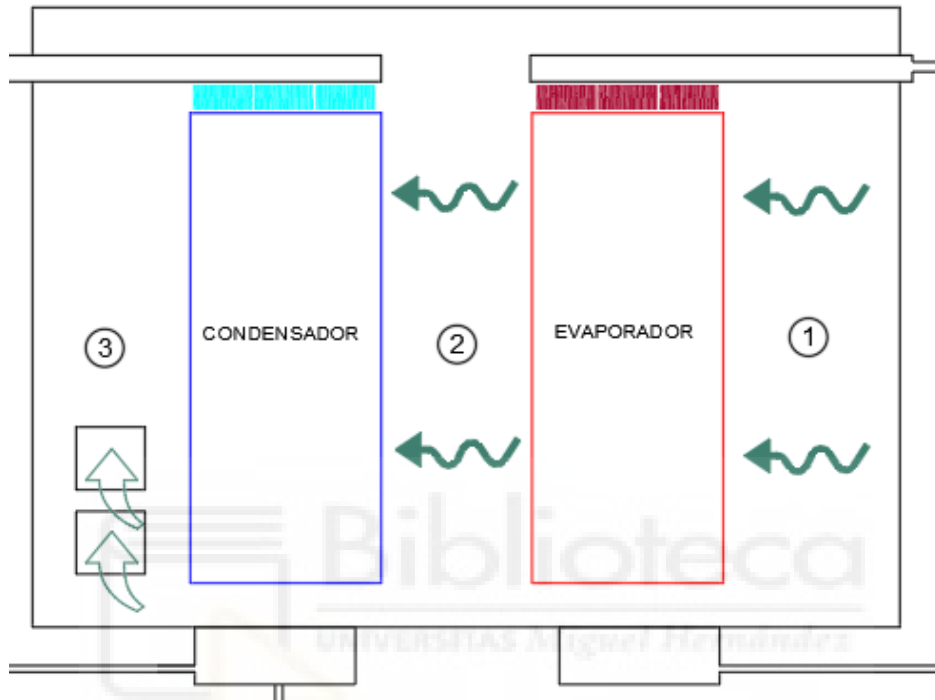 CONDENSADOR
EVAPORADOR
3
2
1
Biblioteca
UNIVERSITAS Miguel Hernández